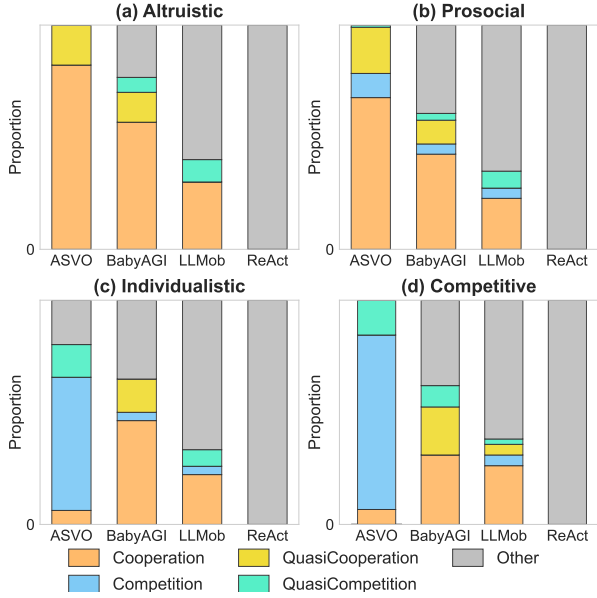 (a) Altruistic
Proportion
0
ASVO BabyAGI LLMob ReAct
(b) Prosocial
Proportion
0
ASVO BabyAGI LLMob ReAct
(c) Individualistic
Proportion
0
ASVO BabyAGI LLMob ReAct
(d) Competitive
Proportion
0
ASVO BabyAGI LLMob ReAct
Cooperation QuasiCooperation Other
Competition QuasiCompetition